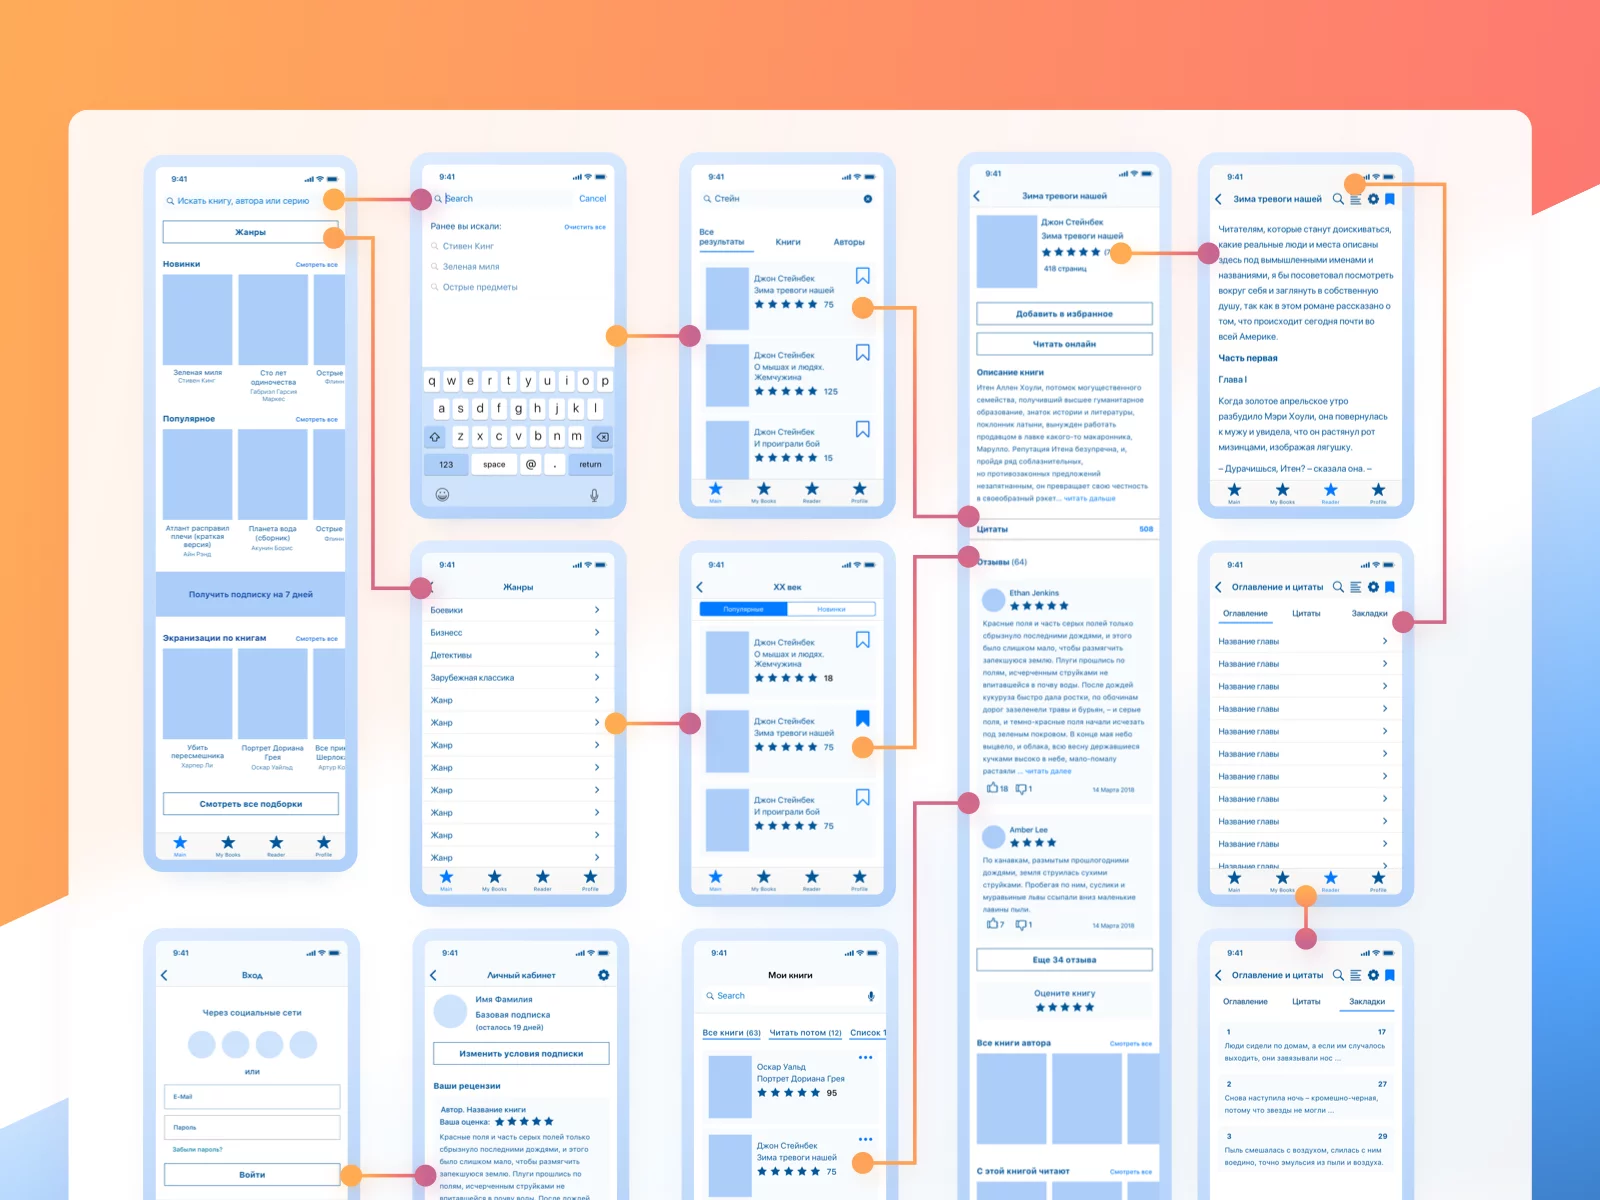 9:41
Искать книгу, автора или серию
Жанры
Новинки
Смотреть все
Зеленая миля
Стивен Кинг
Сто лет
одиночества
Габриэл Гарсия
Маркес
Острые
Флинн
Популярное
Смотреть все
Атлант расправил
плечи (краткая
версия)
Айн Рэнд
Планета вода
(сборник)
Акунин Борис
Острые
Флинн
Получить подписку на 7 дней
Экранизации по книгам
Смотреть все
Убить
пересмешника
Харпер Ли
Портрет Дориана
Грея
Оскар Уайльд
Все при
Шерлок
Артур Ко
Смотреть все подборки
Main
My Books
Reader
Profile
9:41
Search
Cancel
Ранее вы искали:
Очистить все
Стивен Кинг
Зеленая миля
Острые предметы
q w e r t y u i o p
a s d f g h j k l
z x c v b n m
123 space @ . return
9:41
Стейн
Все
результаты
Книги
Авторы
Джон Стейнбек
Зима тревоги нашей
75
Джон Стейнбек
О мышах и людях.
Жемчужина
125
Джон Стейнбек
И проиграли бой
15
Main
My Books
Reader
Profile
9:41
Зима тревоги нашей
Джон Стейнбек
Зима тревоги нашей
418 страниц
Добавить в избранное
Читать онлайн
Описание книги
Итен Аллен Хоули, потомок могущественного
семейства, получивший высшее гуманитарное
образование, знаток истории и литературы,
поклонник латыни, вынужден работать
продавцом в лавке какого-то макаронника,
Марулло. Репутация Итена безупречна, и,
пройдя ряд соблазнительных,
но противозаконных предложений
незапятнанным, он превращает свою честность
в своеобразный рэкет... читать дальше
Цитаты
508
Отзывы (64)
Ethan Jenkins
Красные поля и часть серых полей только
сбрызнуло последними дождями, и этого
было слишком мало, чтобы размягчить
запекшуюся землю. Плуги прошлись по
полям, исчерченным струйками не
впитавшейся в почву воды. После дождей
кукуруза быстро дала ростки, по обочинам
дорог зазеленели травы и бурьян, – и серые
поля, и темно-красные поля начали исчезать
под зеленым покровом. В конце мая небо
выцвело, и облака, всю весну державшиеся
кучками высоко в небе, мало-помалу
растаяли ... читать далее
18
1
14 Марта 2018
Amber Lee
По канавкам, размытым прошлогодними
дождями, земля струилась сухими
струйками. Пробегая по ним, суслики и
муравьиные львы ссыпали вниз маленькие
лавины пыли.
7
1
14 Марта 2018
Еще 34 отзыва
Оцените книгу
Все книги автора
Смотреть все
С этой книгой читают
Смотреть все
9:41
Зима тревоги нашей
Читателям, которые станут доискиваться,
какие реальные люди и места описаны
здесь под вымышленными именами и
названиями, я бы посоветовал посмотреть
вокруг себя и заглянуть в собственную
душу, так как в этом романе рассказано о
том, что происходит сегодня почти во
всей Америке.
Часть первая
Глава I
Когда золотое апрельское утро
разбудило Мэри Хоули, она повернулась
к мужу и увидела, что он растянул рот
мизинцами, изображая лягушку.
– Дурачишься, Итен? – сказала она. –
Main
My Books
Reader
Profile
9:41
Жанры
Боевики
Бизнесс
Детективы
Зарубежная классика
Жанр
Жанр
Жанр
Жанр
Жанр
Жанр
Жанр
Жанр
Main
My Books
Reader
Profile
9:41
XX век
Популярные
Новинки
Джон Стейнбек
О мышах и людях.
Жемчужина
18
Джон Стейнбек
Зима тревоги нашей
75
Джон Стейнбек
И проиграли бой
75
Main
My Books
Reader
Profile
9:41
Оглавление и цитаты
Оглавление
Цитаты
Закладки
Название главы
Название главы
Название главы
Название главы
Название главы
Название главы
Название главы
Название главы
Название главы
Название главы
Название главы
Main
My Books
Reader
Profile
9:41
Вход
Через социальные сети
или
E-Mail
Пароль
Забыли пароль?
Войти
9:41
Личный кабинет
Имя Фамилия
Базовая подписка
(осталось 19 дней)
Изменить условия подписки
Ваши рецензии
Автор. Название книги
Ваша оценка:
Красные поля и часть серых полей только
сбрызнуло последними дождями, и этого
было слишком мало, чтобы размягчить
запекшуюся землю. Плуги прошлись по
полям, исчерченным струйками не
впитавшейся в почву воды. После дождей
9:41
Мои книги
Search
Все книги (63)
Читать потом (12)
Список 1
Оскар Уальд
Портрет Дориана Грея
95
Джон Стейнбек
Зима тревоги нашей
75
9:41
Оглавление и цитаты
Оглавление
Цитаты
Закладки
1
17
Люди сидели по домам, а если им случалось
выходить, они завязывали нос ...
2
27
Снова наступила ночь – кромешно-черная,
потому что звезды не могли ...
3
29
Пыль смешалась с воздухом, слилась с ним
воедино, точно эмульсия из пыли и воздуха.